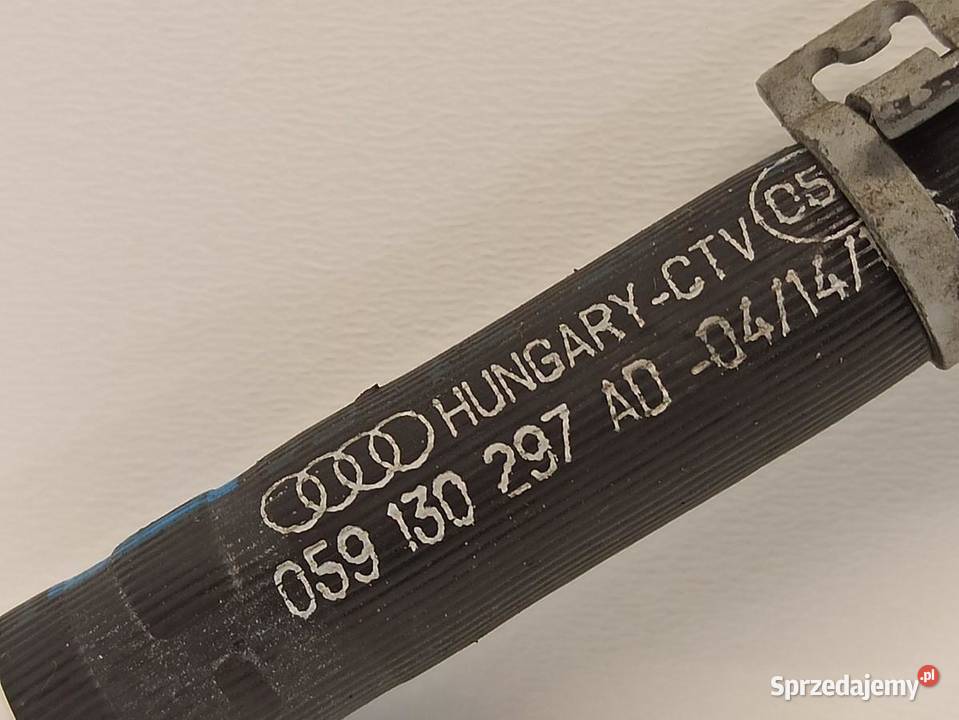 HUNGARY-CTV C5
059 130 297 AD -04/14/
Sprzedajemy.pl